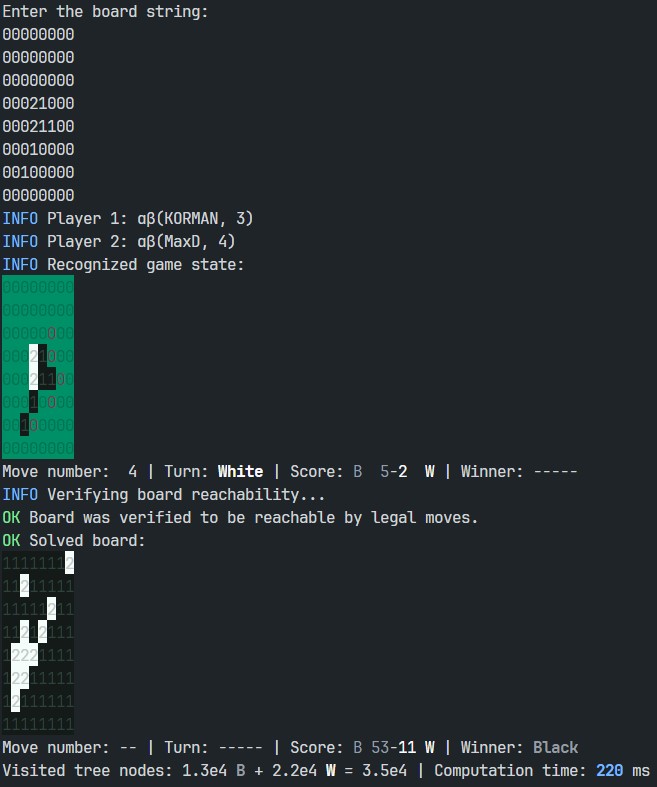 Enter the board string:
00000000
00000000
00000000
00021000
00021100
00010000
00100000
00000000
INFO Player 1: αβ(KORMAN, 3)
INFO Player 2: αβ(MaxD, 4)
INFO Recognized game state:
00000000
00000000
00000000
00021000
00021100
00010000
00100000
00000000
Move number:  4 | Turn: White | Score: B  5-2  W | Winner: -----
INFO Verifying board reachability...
OK Board was verified to be reachable by legal moves.
OK Solved board:
11111112
11211111
11111211
11212111
12221111
12211111
12111111
11111111
Move number: -- | Turn: ----- | Score: B 53-11 W | Winner: Black
Visited tree nodes: 1.3e4 B + 2.2e4 W = 3.5e4 | Computation time: 220 ms